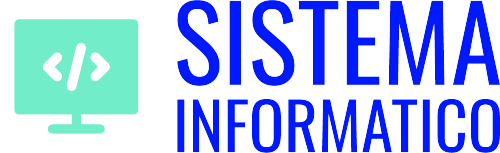 </>
SISTEMA
INFORMATICO